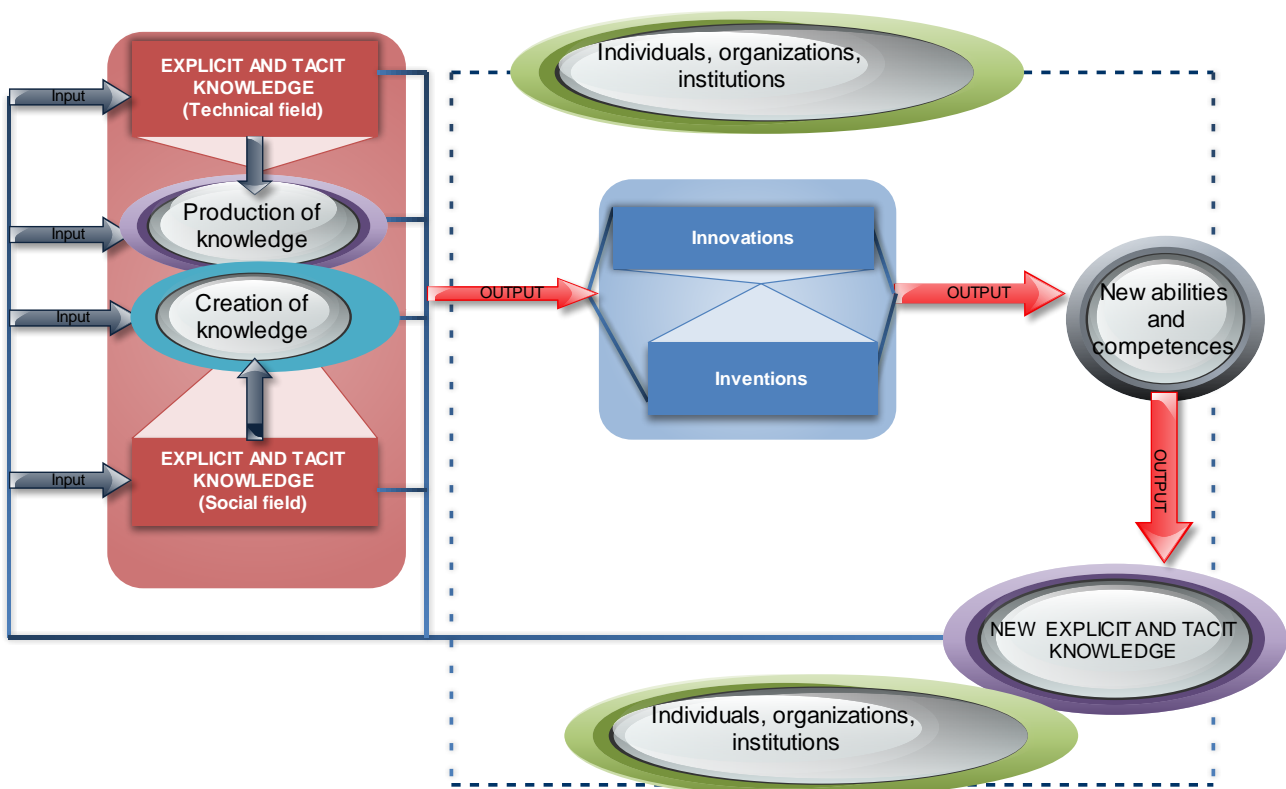 Individuals, organizations,
institutions
EXPLICIT AND TACIT
KNOWLEDGE
(Technical field)
Input
Production of
knowledge
Input
Creation of
knowledge
Input
EXPLICIT AND TACIT
KNOWLEDGE
(Social field)
Input
OUTPUT
Innovations
Inventions
OUTPUT
New abilities
and
competences
OUTPUT
NEW EXPLICIT AND TACIT
KNOWLEDGE
Individuals, organizations,
institutions